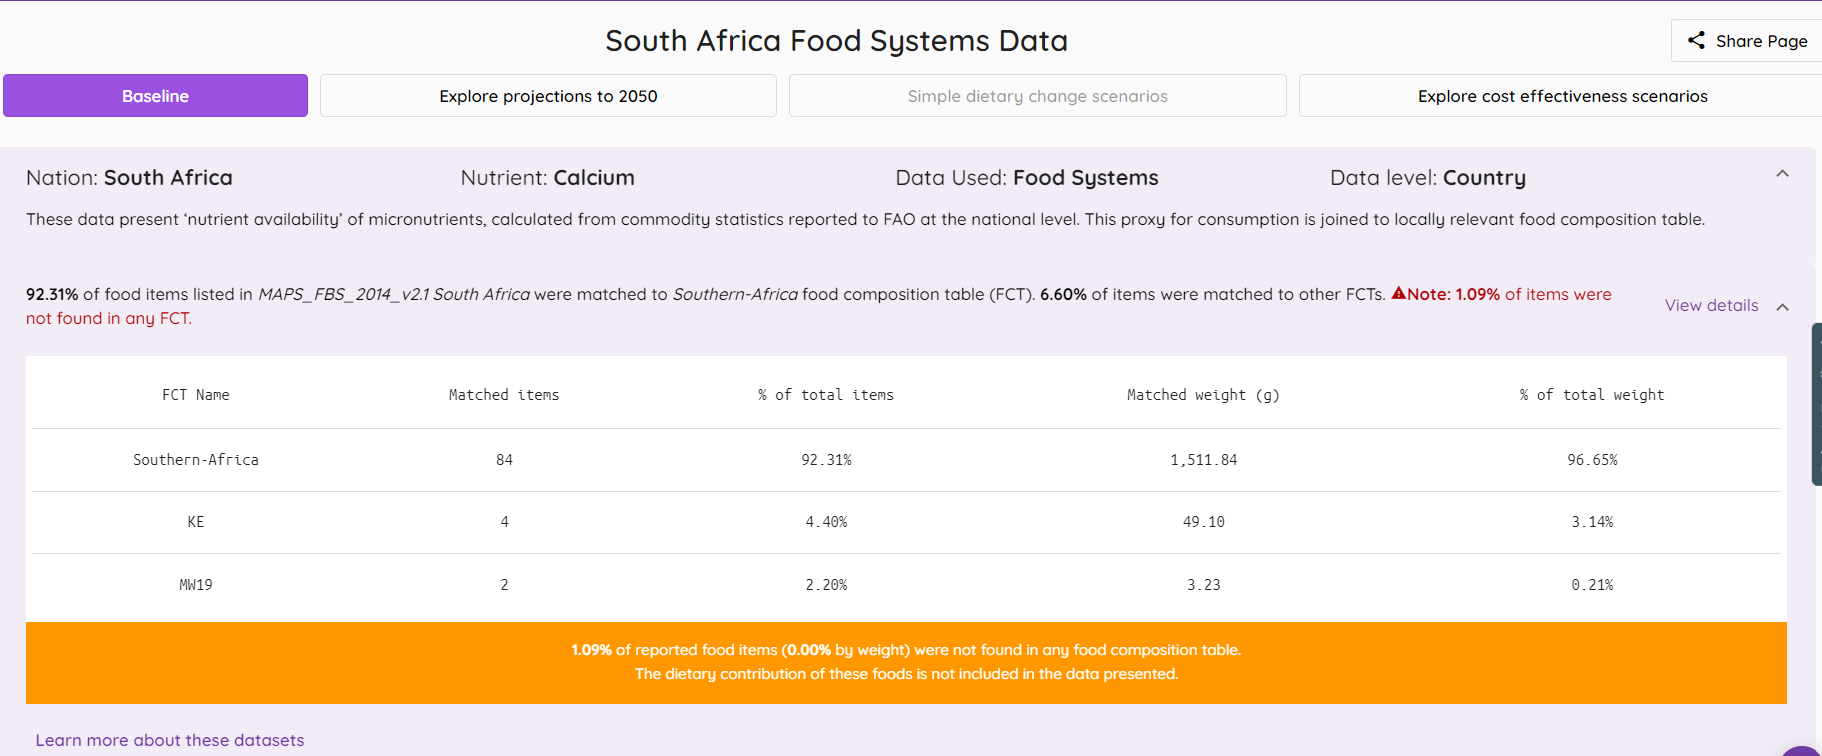 South Africa Food Systems Data
Share Page
Baseline
Explore projections to 2050
Simple dietary change scenarios
Explore cost effectiveness scenarios
Nation: South Africa
Nutrient: Calcium
Data Used: Food Systems
Data level: Country
These data present ‘nutrient availability’ of micronutrients, calculated from commodity statistics reported to FAO at the national level. This proxy for consumption is joined to locally relevant food composition table.
92.31% of food items listed in MAPS_FBS_2014_v2.1 South Africa were matched to Southern-Africa food composition table (FCT). 6.60% of items were matched to other FCTs. Note: 1.09% of items were
not found in any FCT.
View details
FCT Name Matched items % of total items Matched weight (g) % of total weight
Southern-Africa 84 92.31% 1,511.84 96.65%
KE 4 4.40% 49.10 3.14%
MW19 2 2.20% 3.23 0.21%
1.09% of reported food items (0.00% by weight) were not found in any food composition table.
The dietary contribution of these foods is not included in the data presented.
Learn more about these datasets